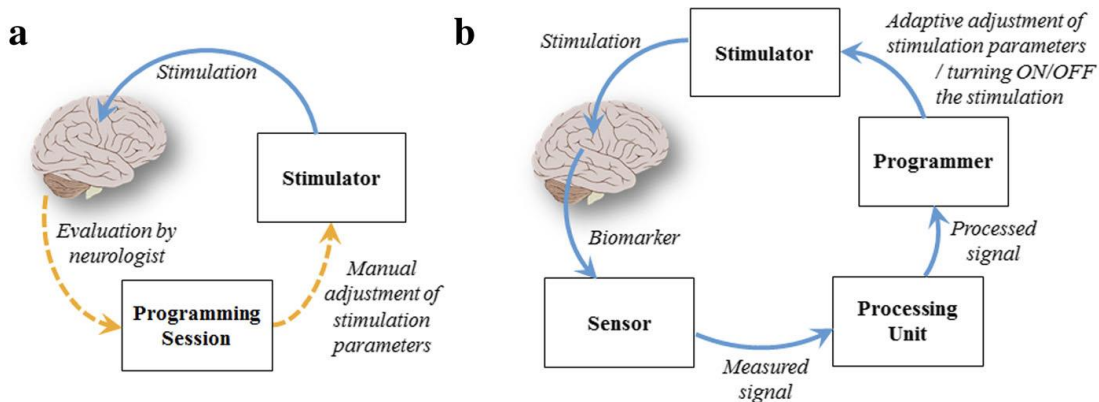 a
Stimulation
Stimulator
Evaluation by
neurologist
Programming
Session
Manual
adjustment of
stimulation
parameters
b
Stimulation
Stimulator
Adaptive adjustment of
stimulation parameters
/ turning ON/OFF
the stimulation
Programmer
Biomarker
Processed
signal
Sensor
Processing
Unit
Measured
signal